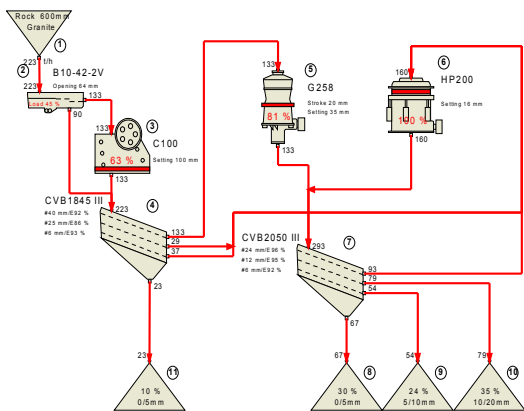 Rock 600mm
Granite
1
223 t/h
2
B10-42-2V
Opening 64 mm
223
Load 45 %
133
90
133
3
C100
63 %
Setting 100 mm
133
CVB1845 III
#40 mm/E92 %
#25 mm/E86 %
#6 mm/E93 %
223
4
133
29
37
23
133
5
G258
Stroke 20 mm
Setting 35 mm
81 %
133
160
6
HP200
Setting 16 mm
100 %
160
CVB2050 III
#24 mm/E96 %
#12 mm/E95 %
#6 mm/E92 %
293
7
93
79
54
67
23
11
10 %
0/5mm
67
8
30 %
0/5mm
54
9
24 %
5/10mm
79
10
35 %
10/20mm